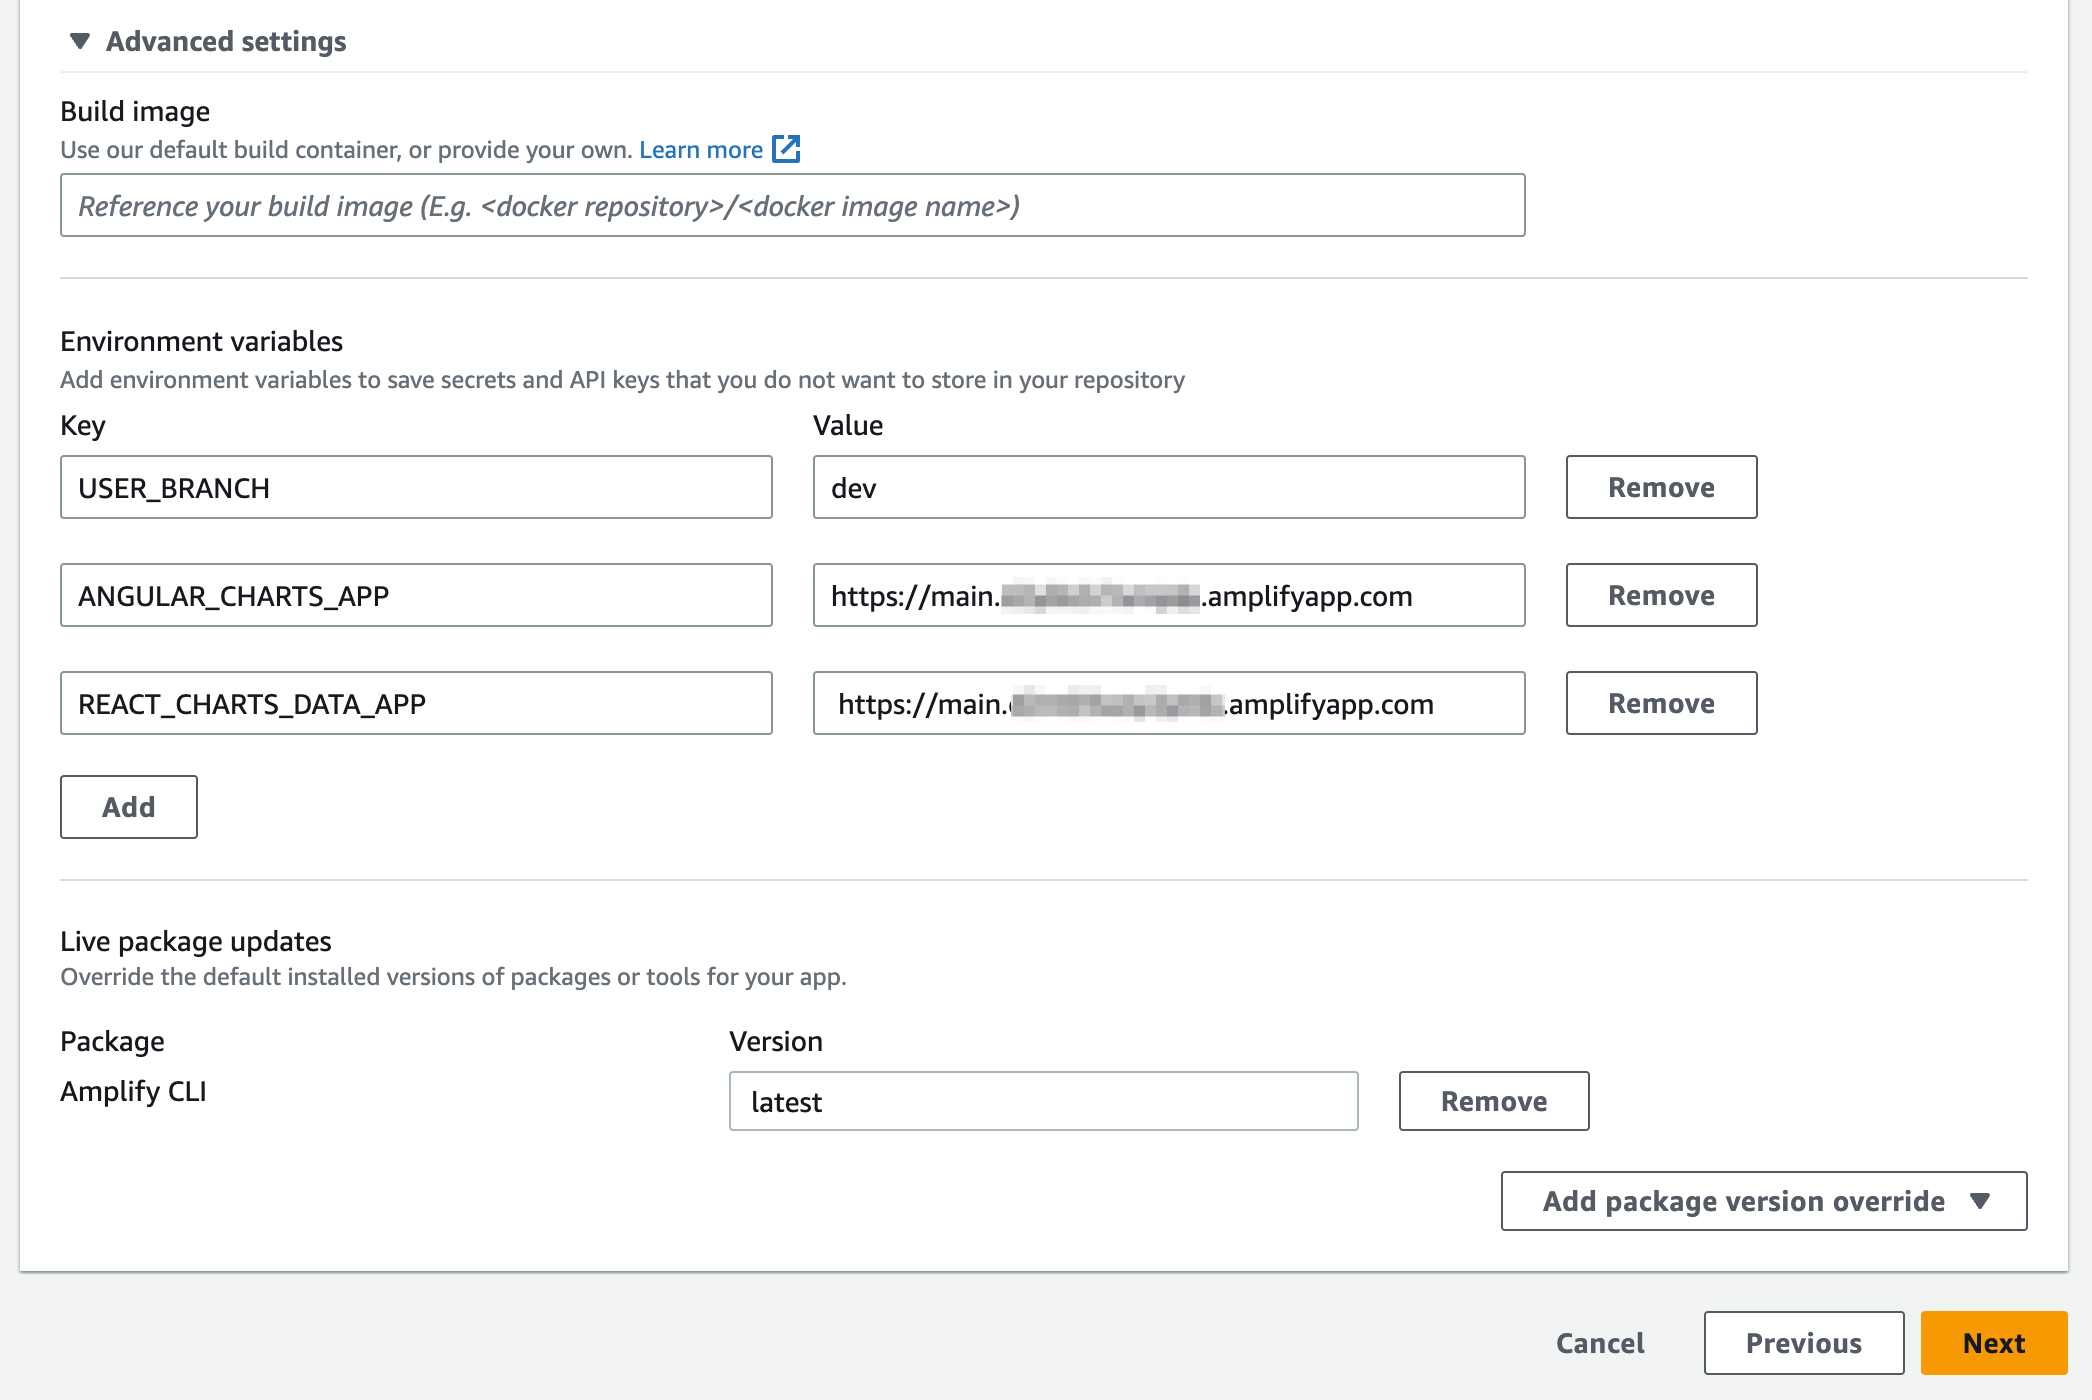 Advanced settings
Build image
Use our default build container, or provide your own. Learn more
Reference your build image (E.g. <docker repository>/<docker image name>)
Environment variables
Add environment variables to save secrets and API keys that you do not want to store in your repository
Key Value
USER_BRANCH dev Remove
ANGULAR_CHARTS_APP https://main. .amplifyapp.com Remove
REACT_CHARTS_DATA_APP https://main. .amplifyapp.com Remove
Add
Live package updates
Override the default installed versions of packages or tools for your app.
Package Version
Amplify CLI latest Remove
Add package version override
Cancel Previous Next